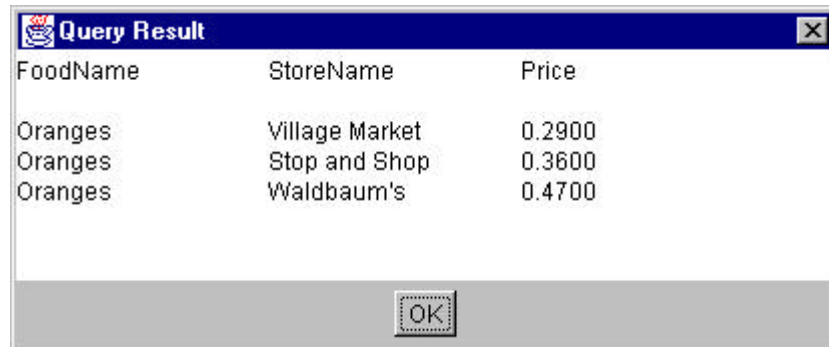 Query Result
FoodName StoreName Price
Oranges Village Market 0.2900
Oranges Stop and Shop 0.3600
Oranges Waldbaum's 0.4700
OK